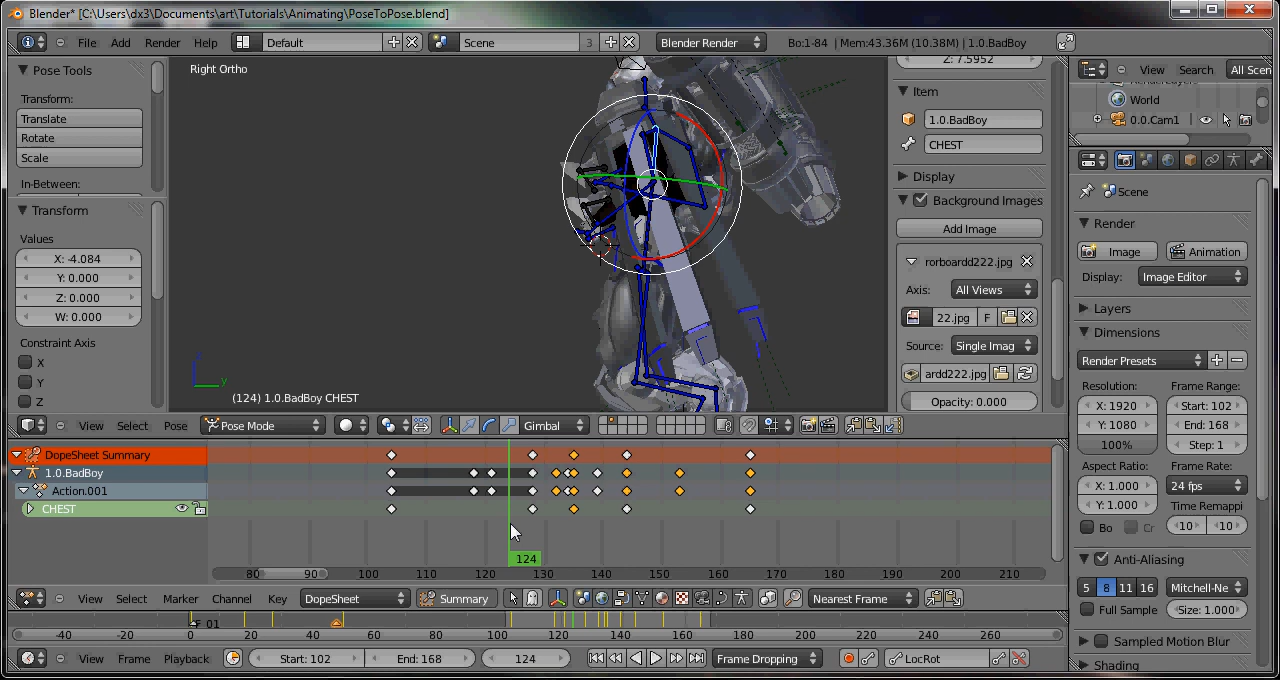 Blender* [C:\Users\dx3\Documents\art\Tutorials\Animating\PoseToPose.blend]
File Add Render Help Default Scene 3 Blender Render Bo:1-84 | Mem:43.36M (10.38M) | 1.0.BadBoy
Pose Tools
Transform:
Translate
Rotate
Scale
In-Between:
Transform
Values
X: -4.084
Y: 0.000
Z: 0.000
W: 0.000
Constraint Axis
X
Y
Z
Right Ortho
(124) 1.0.BadBoy CHEST
Z: 7.5952
Item
1.0.BadBoy
CHEST
Display
Background Images
Add Image
rorboardd222.jpg
Axis: All Views
22.jpg F
Source: Single Imag
ardd222.jpg
Opacity: 0.000
View Search All Scen
World
0.0.Cam1
Scene
Render
Image Animation
Display: Image Editor
Layers
Dimensions
Render Presets
Resolution: Frame Range:
X: 1920 Start: 102
Y: 1080 End: 168
100% Step: 1
Aspect Ratio: Frame Rate:
X: 1.000 24 fps
Y: 1.000 Time Remappi
Bo Cr 10 10
Anti-Aliasing
5 8 11 16 Mitchell-Ne
Full Sample Size: 1.000
Sampled Motion Blur
Shading
View Select Pose Pose Mode Gimbal
DopeSheet Summary
1.0.BadBoy
Action.001
CHEST
124
80 90 100 110 120 130 140 150 160 170 180 190 200 210
View Select Marker Channel Key DopeSheet Summary Nearest Frame
F_01
-40 -20 0 20 40 60 80 100 120 140 160 180 200 220 240 260
View Frame Playback Start: 102 End: 168 124 Frame Dropping LocRot